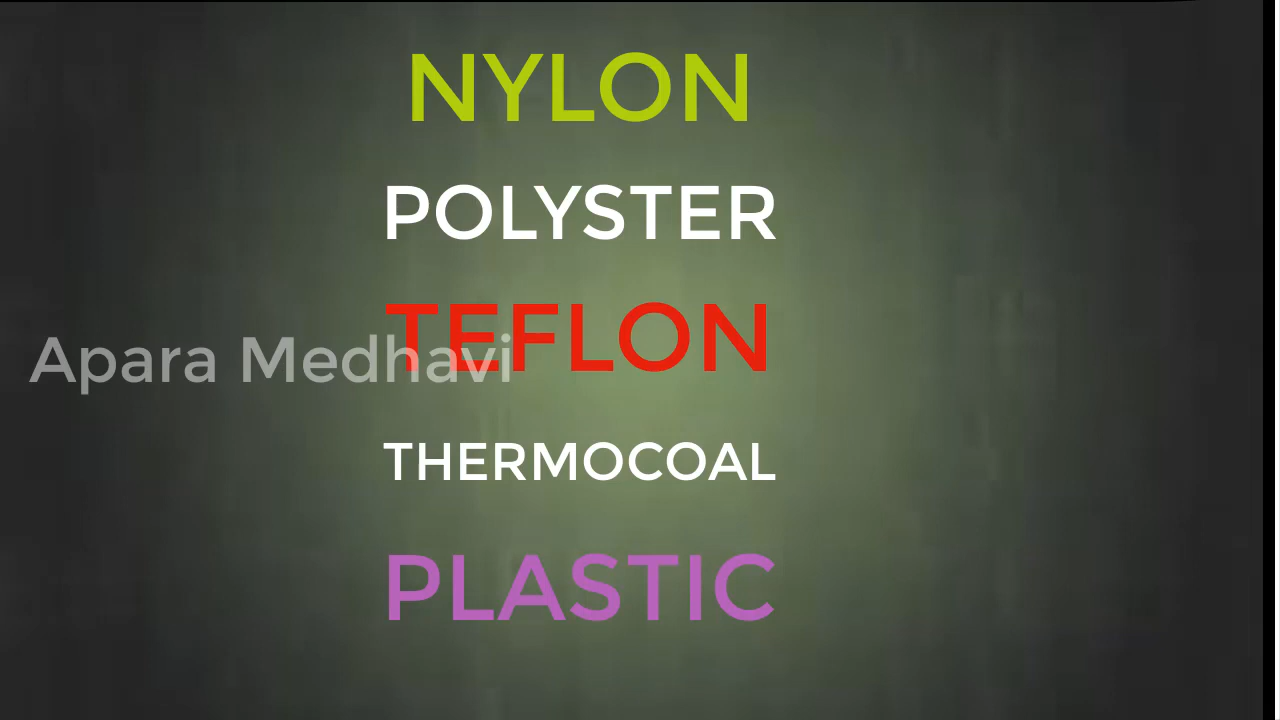 NYLON
POLYSTER
TEFLON
Apara Medhavi
THERMOCOAL
PLASTIC